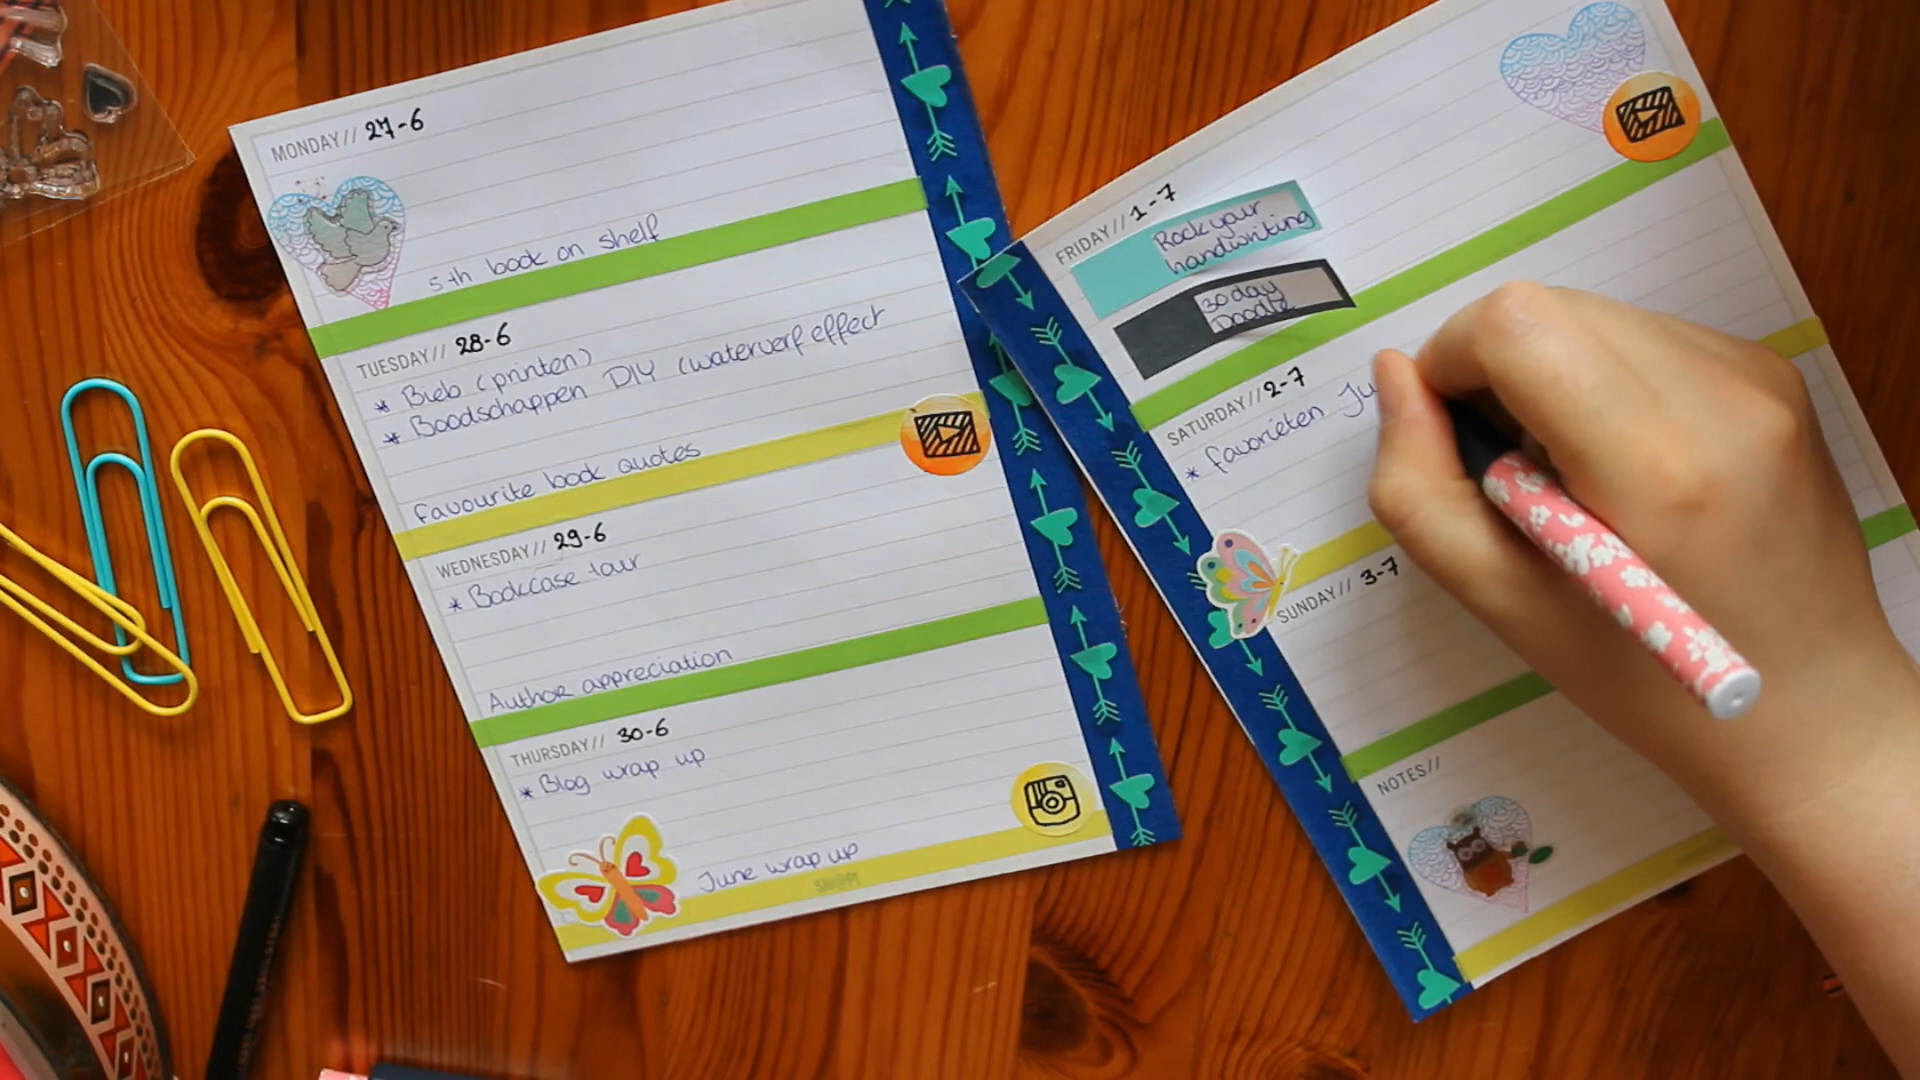 MONDAY// 27-6
5th book on shelf
TUESDAY// 28-6
* Bieb (printen)
* Boodschappen DIY (waterverf effect
favourite book quotes
WEDNESDAY// 29-6
* Bookcase tour
Author appreciation
THURSDAY// 30-6
* Blog wrap up
June wrap up
FRIDAY// 1-7
Rock your
handwriting
30 day
Doodle
SATURDAY// 2-7
* favorieten Ju
SUNDAY// 3-7
NOTES//